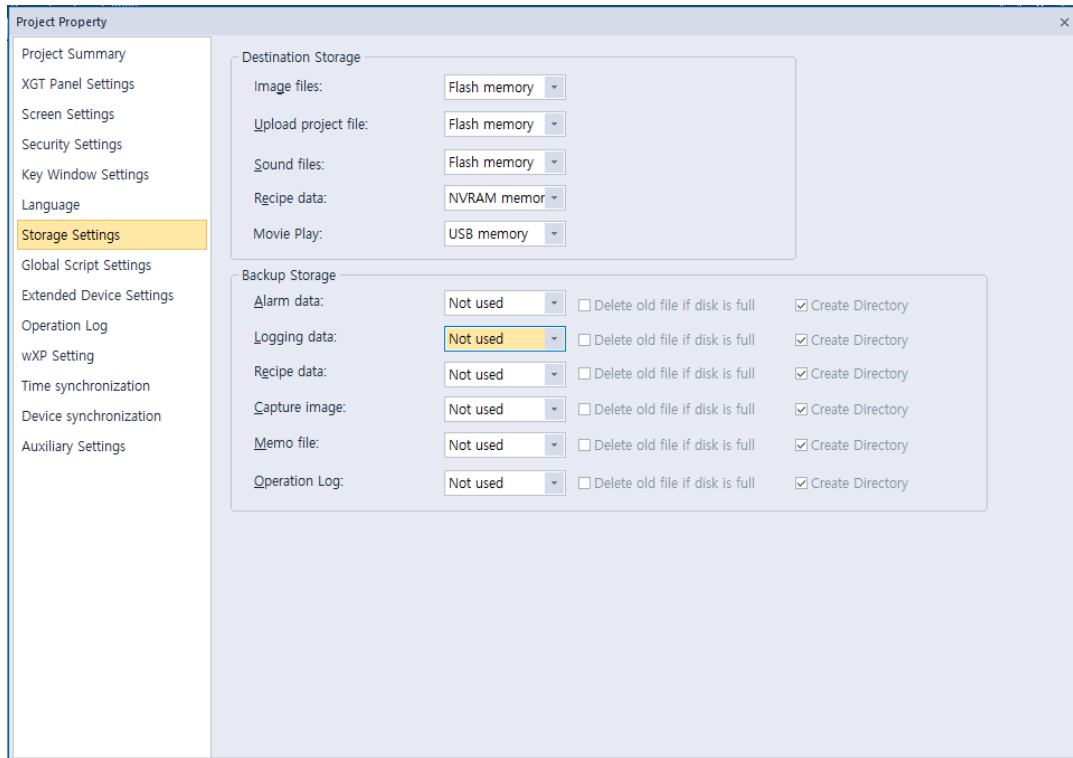 Project Property
Project Summary
XGT Panel Settings
Screen Settings
Security Settings
Key Window Settings
Language
Storage Settings
Global Script Settings
Extended Device Settings
Operation Log
wXP Setting
Time synchronization
Device synchronization
Auxiliary Settings
Destination Storage
Image files: Flash memory
Upload project file: Flash memory
Sound files: Flash memory
Recipe data: NVRAM memor
Movie Play: USB memory
Backup Storage
Alarm data: Not used Delete old file if disk is full Create Directory
Logging data: Not used Delete old file if disk is full Create Directory
Recipe data: Not used Delete old file if disk is full Create Directory
Capture image: Not used Delete old file if disk is full Create Directory
Memo file: Not used Delete old file if disk is full Create Directory
Operation Log: Not used Delete old file if disk is full Create Directory